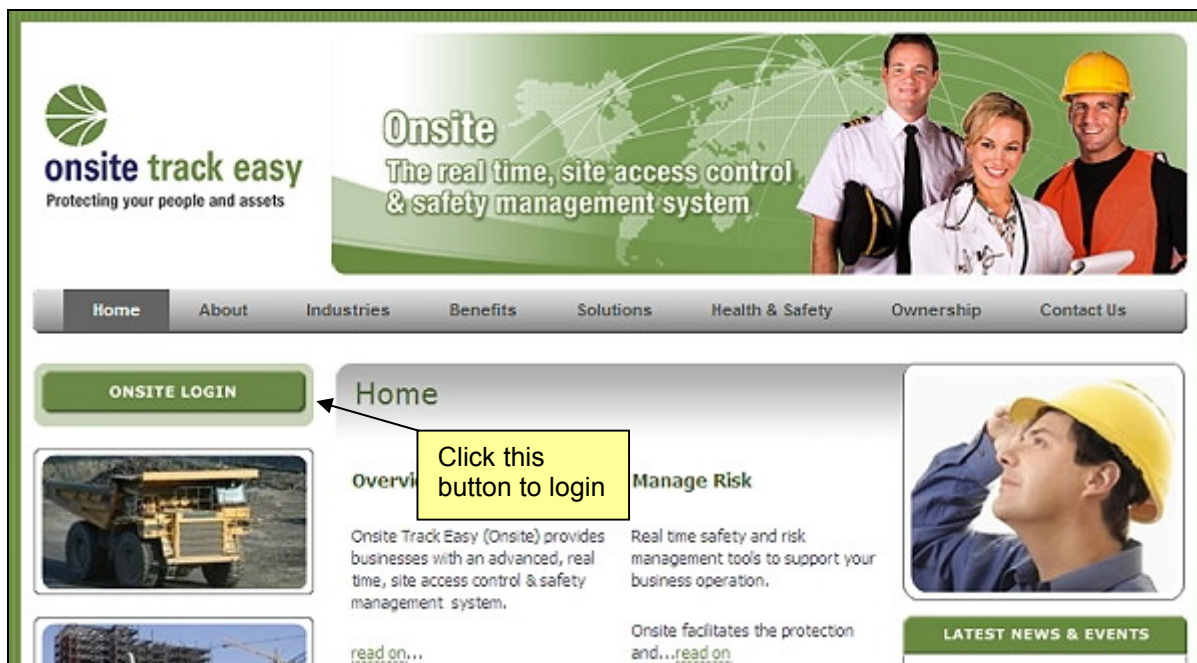 onsite track easy
Protecting your people and assets
Onsite
The real time, site access control
& safety management system
Home About Industries Benefits Solutions Health & Safety Ownership Contact Us
ONSITE LOGIN
Home
Click this
button to login
Overvi
Onsite Track Easy (Onsite) provides
businesses with an advanced, real
time, site access control & safety
management system.
read on...
Manage Risk
Real time safety and risk
management tools to support your
business operation.
Onsite facilitates the protection
and...read on
LATEST NEWS & EVENTS